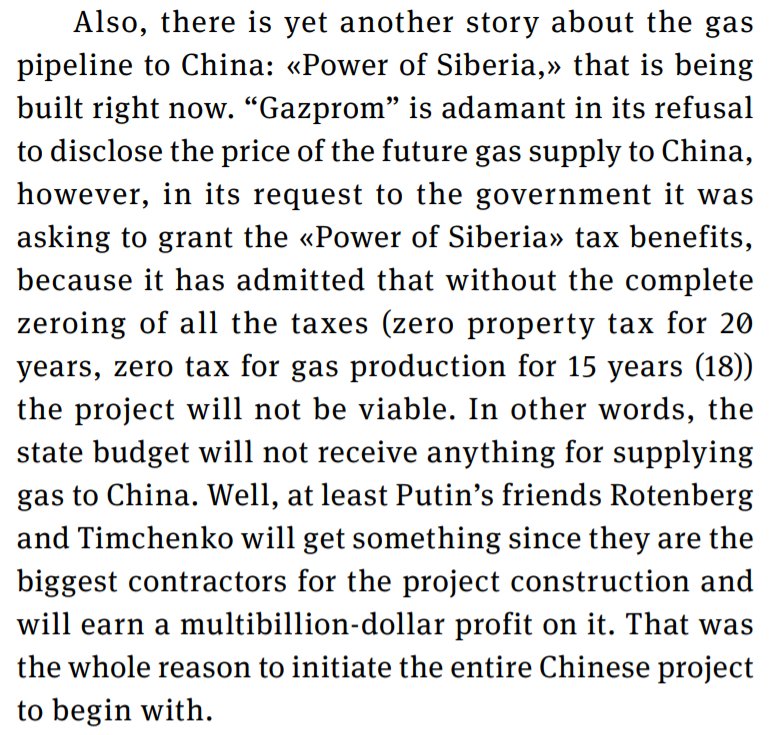 Also, there is yet another story about the gas
pipeline to China: «Power of Siberia,» that is being
built right now. “Gazprom” is adamant in its refusal
to disclose the price of the future gas supply to China,
however, in its request to the government it was
asking to grant the «Power of Siberia» tax benefits,
because it has admitted that without the complete
zeroing of all the taxes (zero property tax for 20
years, zero tax for gas production for 15 years (18))
the project will not be viable. In other words, the
state budget will not receive anything for supplying
gas to China. Well, at least Putin’s friends Rotenberg
and Timchenko will get something since they are the
biggest contractors for the project construction and
will earn a multibillion-dollar profit on it. That was
the whole reason to initiate the entire Chinese project
to begin with.